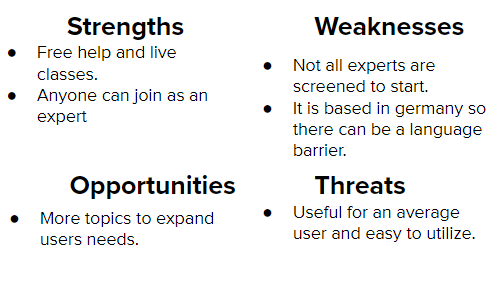 Strengths
● Free help and live
classes.
● Anyone can join as an
expert
Weaknesses
● Not all experts are
screened to start.
● It is based in germany so
there can be a language
barrier.
Opportunities
● More topics to expand
users needs.
Threats
● Useful for an average
user and easy to utilize.